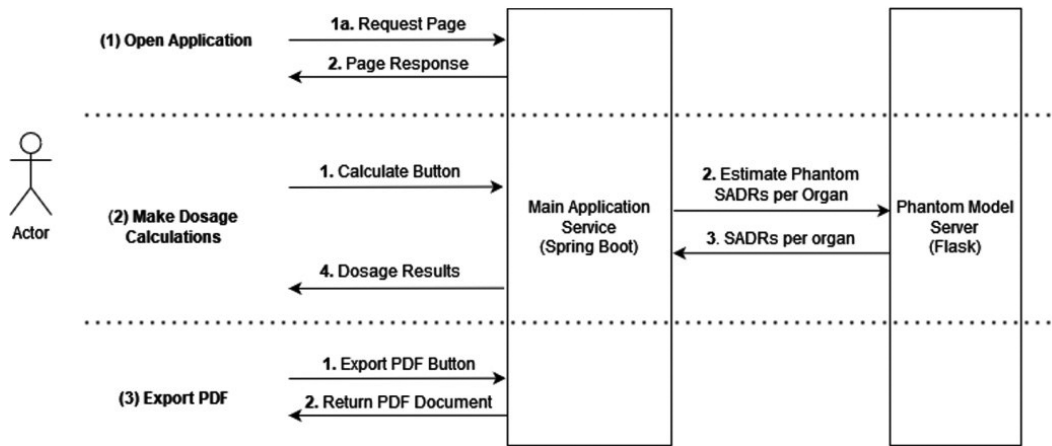 (1) Open Application
1a. Request Page
2. Page Response
Actor
(2) Make Dosage
Calculations
1. Calculate Button
4. Dosage Results
Main Application
Service
(Spring Boot)
2. Estimate Phantom
SADRs per Organ
3. SADRs per organ
Phantom Model
Server
(Flask)
(3) Export PDF
1. Export PDF Button
2. Return PDF Document